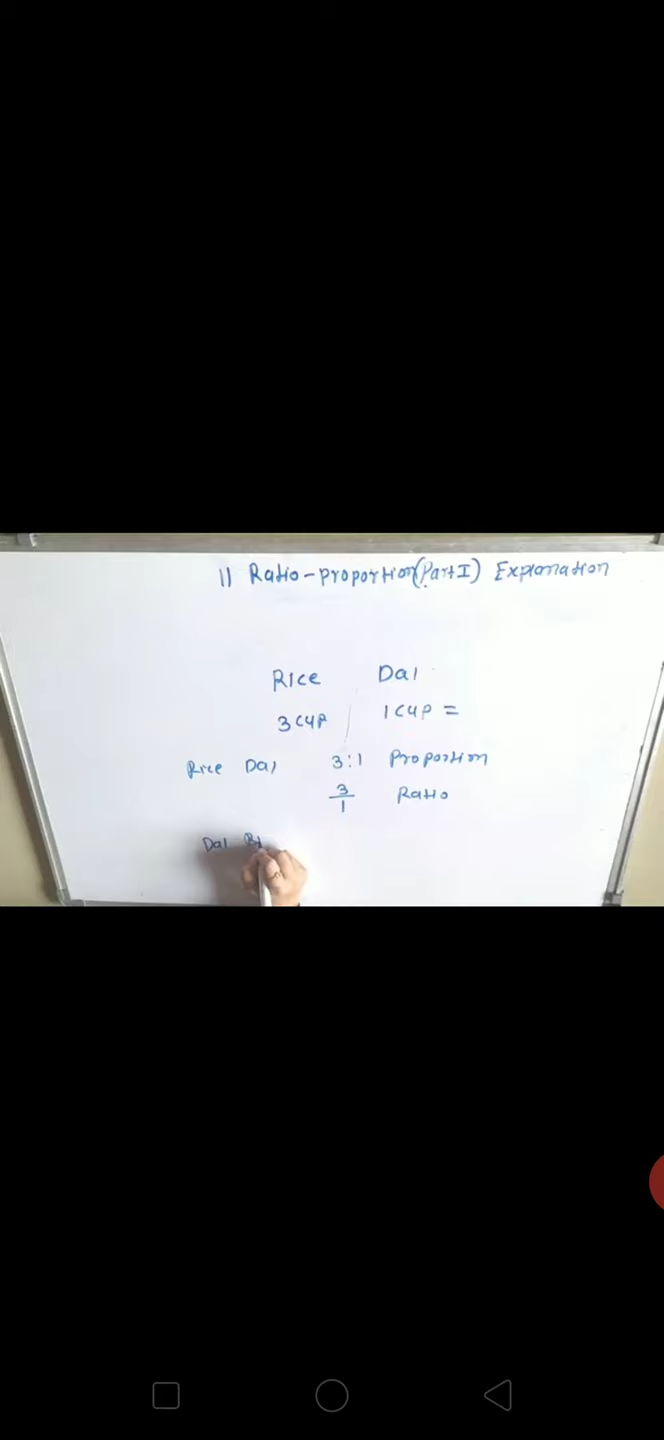 11 Ratio-proportion (Part I) Explanation
Rice Dal
3 cup 1 cup =
Rice Dal 3:1 Proportion
3/1 Ratio
Dal